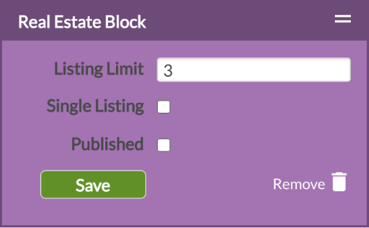 Real Estate Block
Listing Limit 3
Single Listing
Published
Save Remove